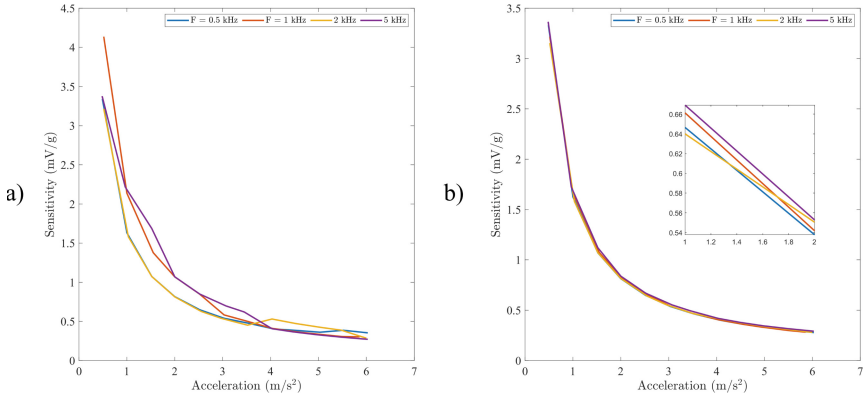 a)
F = 0.5 kHz F = 1 kHz 2 kHz 5 kHz
Sensitivity (mV/g)
4.5
4
3.5
3
2.5
2
1.5
1
0.5
0
0 1 2 3 4 5 6 7
Acceleration (m/s²)
b)
F = 0.5 kHz F = 1 kHz 2 kHz 5 kHz
Sensitivity (mV/g)
3.5
3
2.5
2
1.5
1
0.5
0
0 1 2 3 4 5 6 7
Acceleration (m/s²)
0.66
0.64
0.62
0.6
0.58
0.56
0.54
1 1.2 1.4 1.6 1.8 2